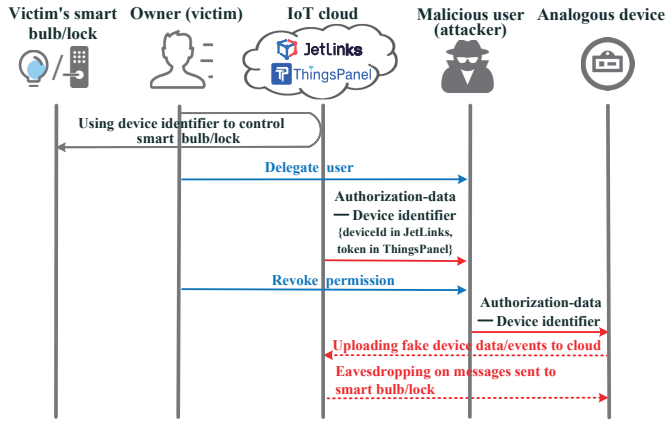 Victim's smart
bulb/lock
Owner (victim)
IoT cloud
Malicious user
(attacker)
Analogous device
JetLinks
ThingsPanel
Using device identifier to control
smart bulb/lock
Delegate user
Authorization-data
— Device identifier
{deviceId in JetLinks,
token in ThingsPanel}
Revoke permission
Authorization-data
— Device identifier
Uploading fake device data/events to cloud
Eavesdropping on messages sent to
smart bulb/lock